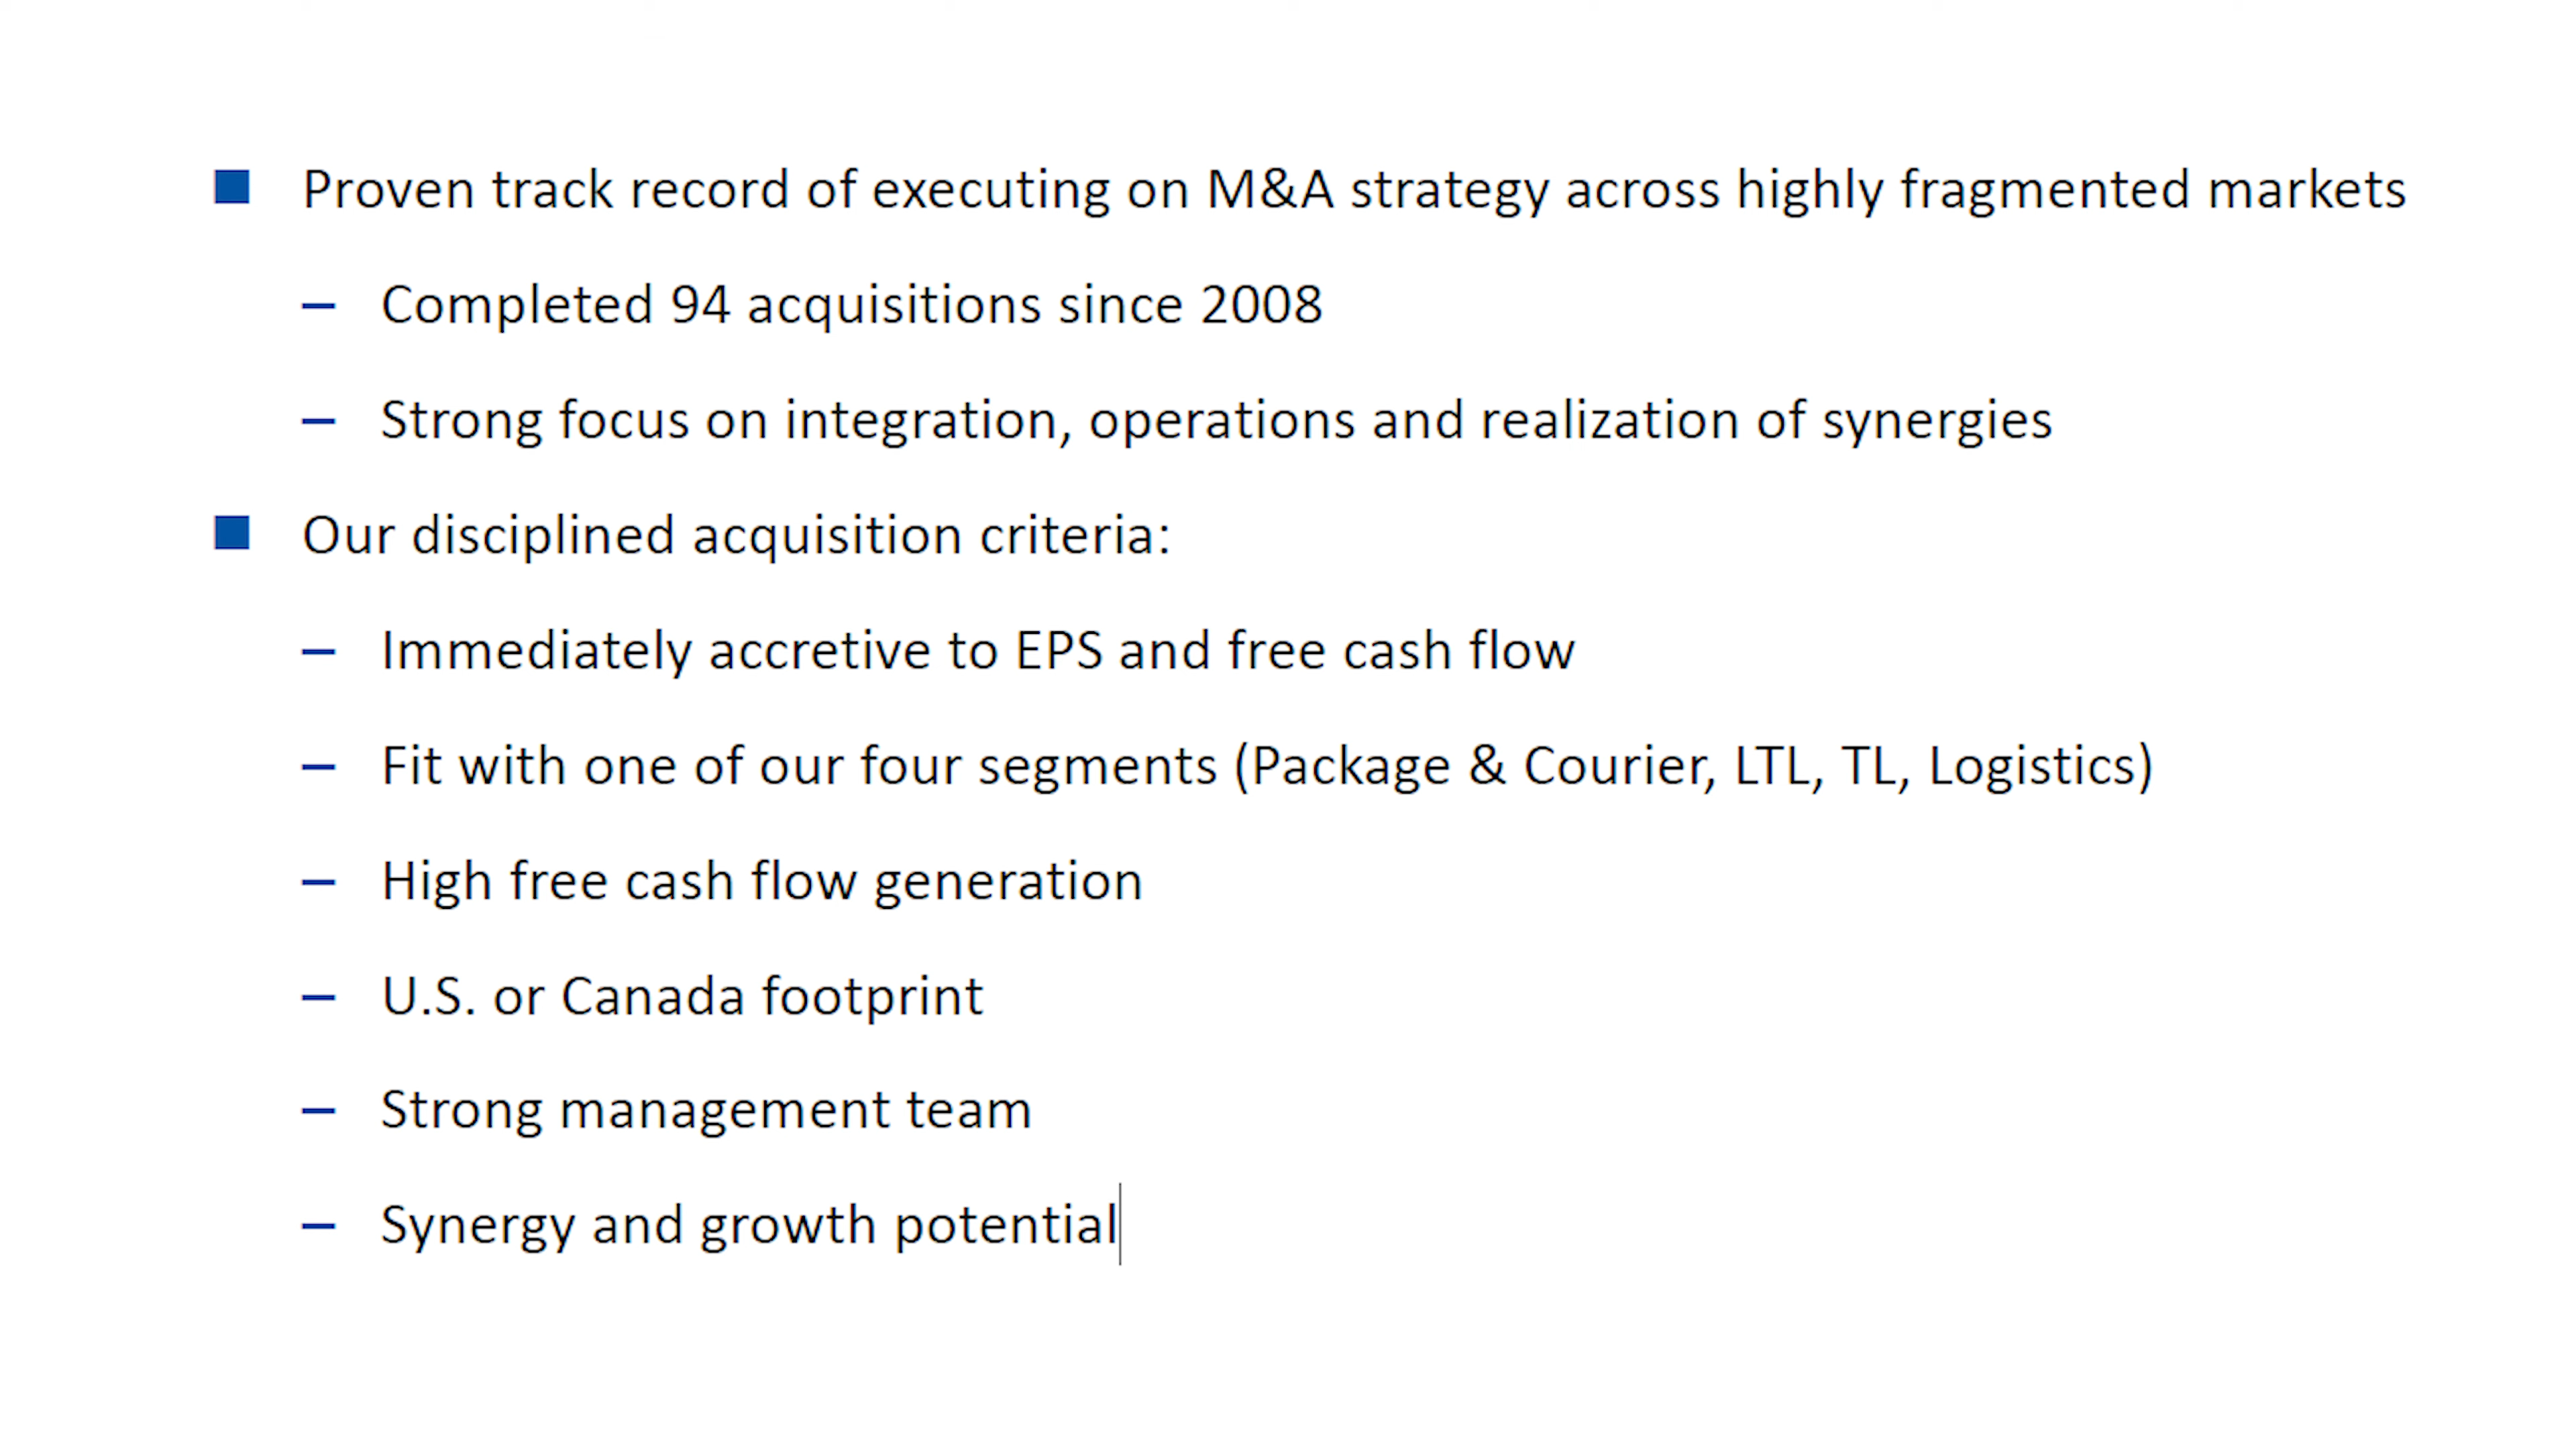 ■ Proven track record of executing on M&A strategy across highly fragmented markets
– Completed 94 acquisitions since 2008
– Strong focus on integration, operations and realization of synergies
■ Our disciplined acquisition criteria:
– Immediately accretive to EPS and free cash flow
– Fit with one of our four segments (Package & Courier, LTL, TL, Logistics)
– High free cash flow generation
– U.S. or Canada footprint
– Strong management team
– Synergy and growth potential